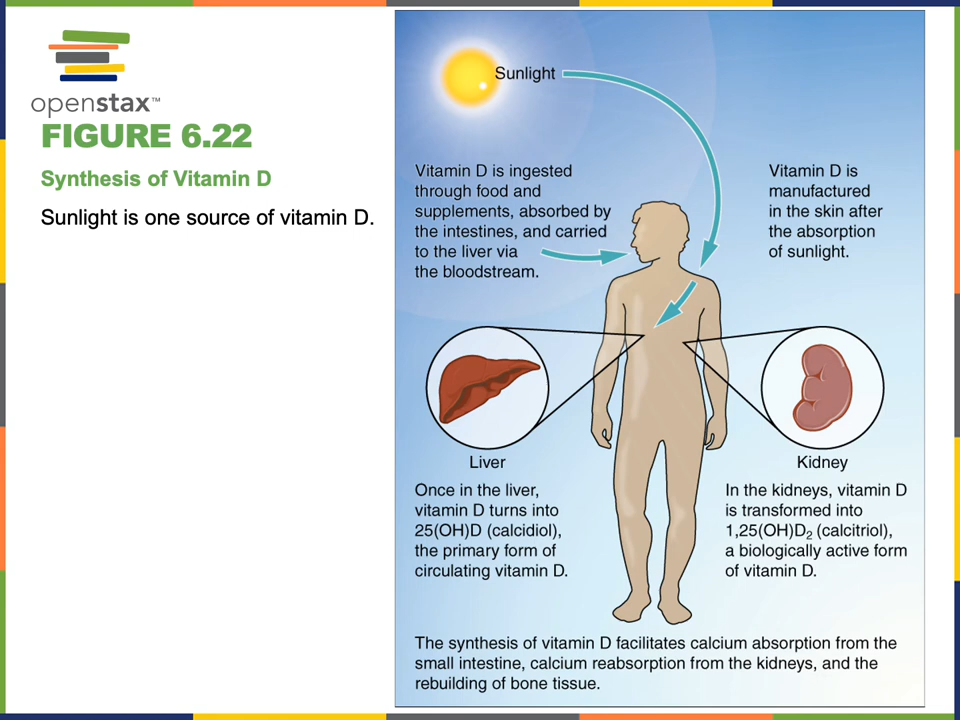 openstax™
FIGURE 6.22
Synthesis of Vitamin D
Sunlight is one source of vitamin D.
Sunlight
Vitamin D is ingested
through food and
supplements, absorbed by
the intestines, and carried
to the liver via
the bloodstream.
Vitamin D is
manufactured
in the skin after
the absorption
of sunlight.
Liver
Once in the liver,
vitamin D turns into
25(OH)D (calcidiol),
the primary form of
circulating vitamin D.
Kidney
In the kidneys, vitamin D
is transformed into
1,25(OH)D₂ (calcitriol),
a biologically active form
of vitamin D.
The synthesis of vitamin D facilitates calcium absorption from the
small intestine, calcium reabsorption from the kidneys, and the
rebuilding of bone tissue.